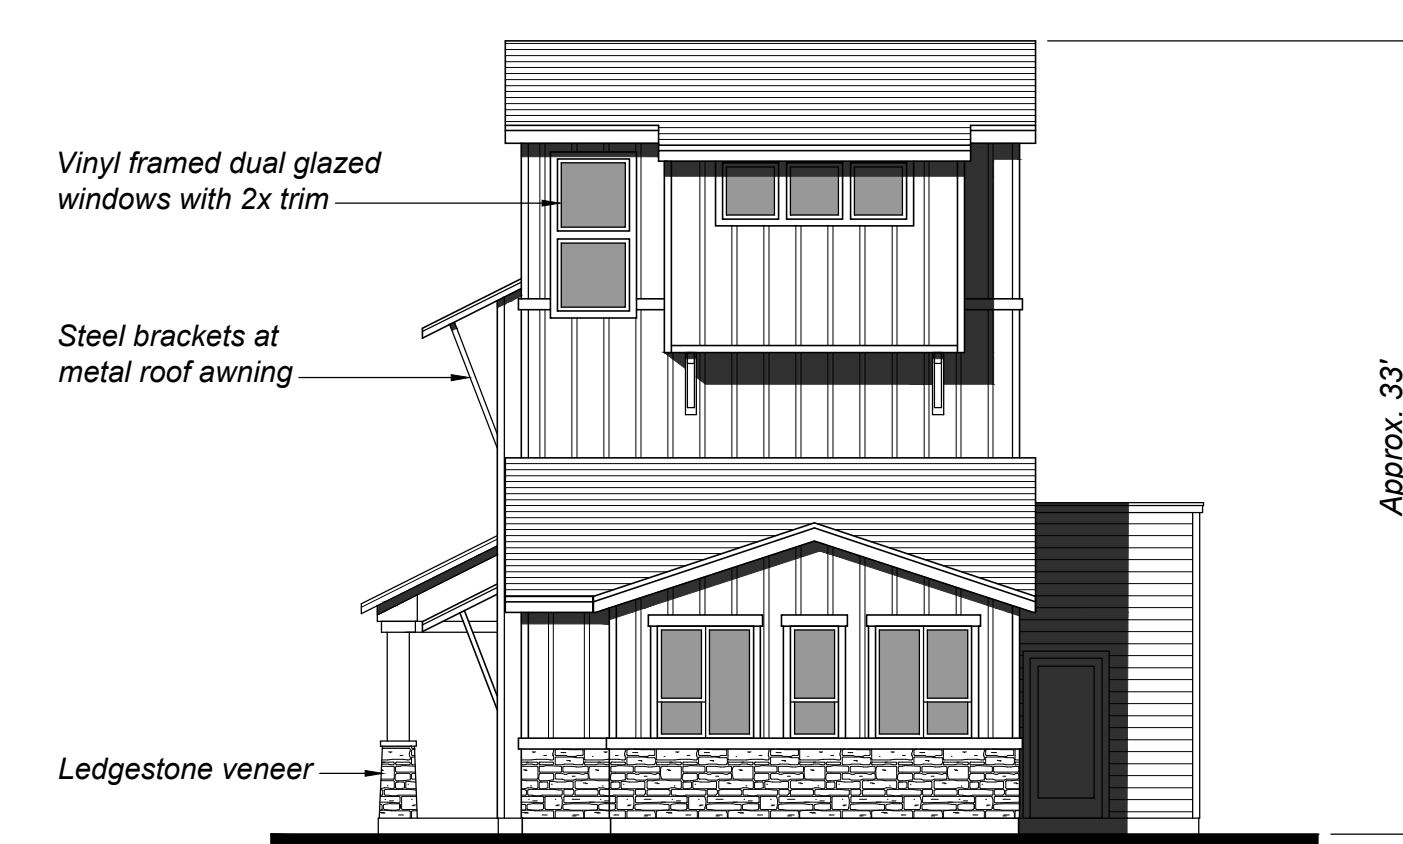 Vinyl framed dual glazed
windows with 2x trim
Steel brackets at
metal roof awning
Approx. 33'
Ledgestone veneer